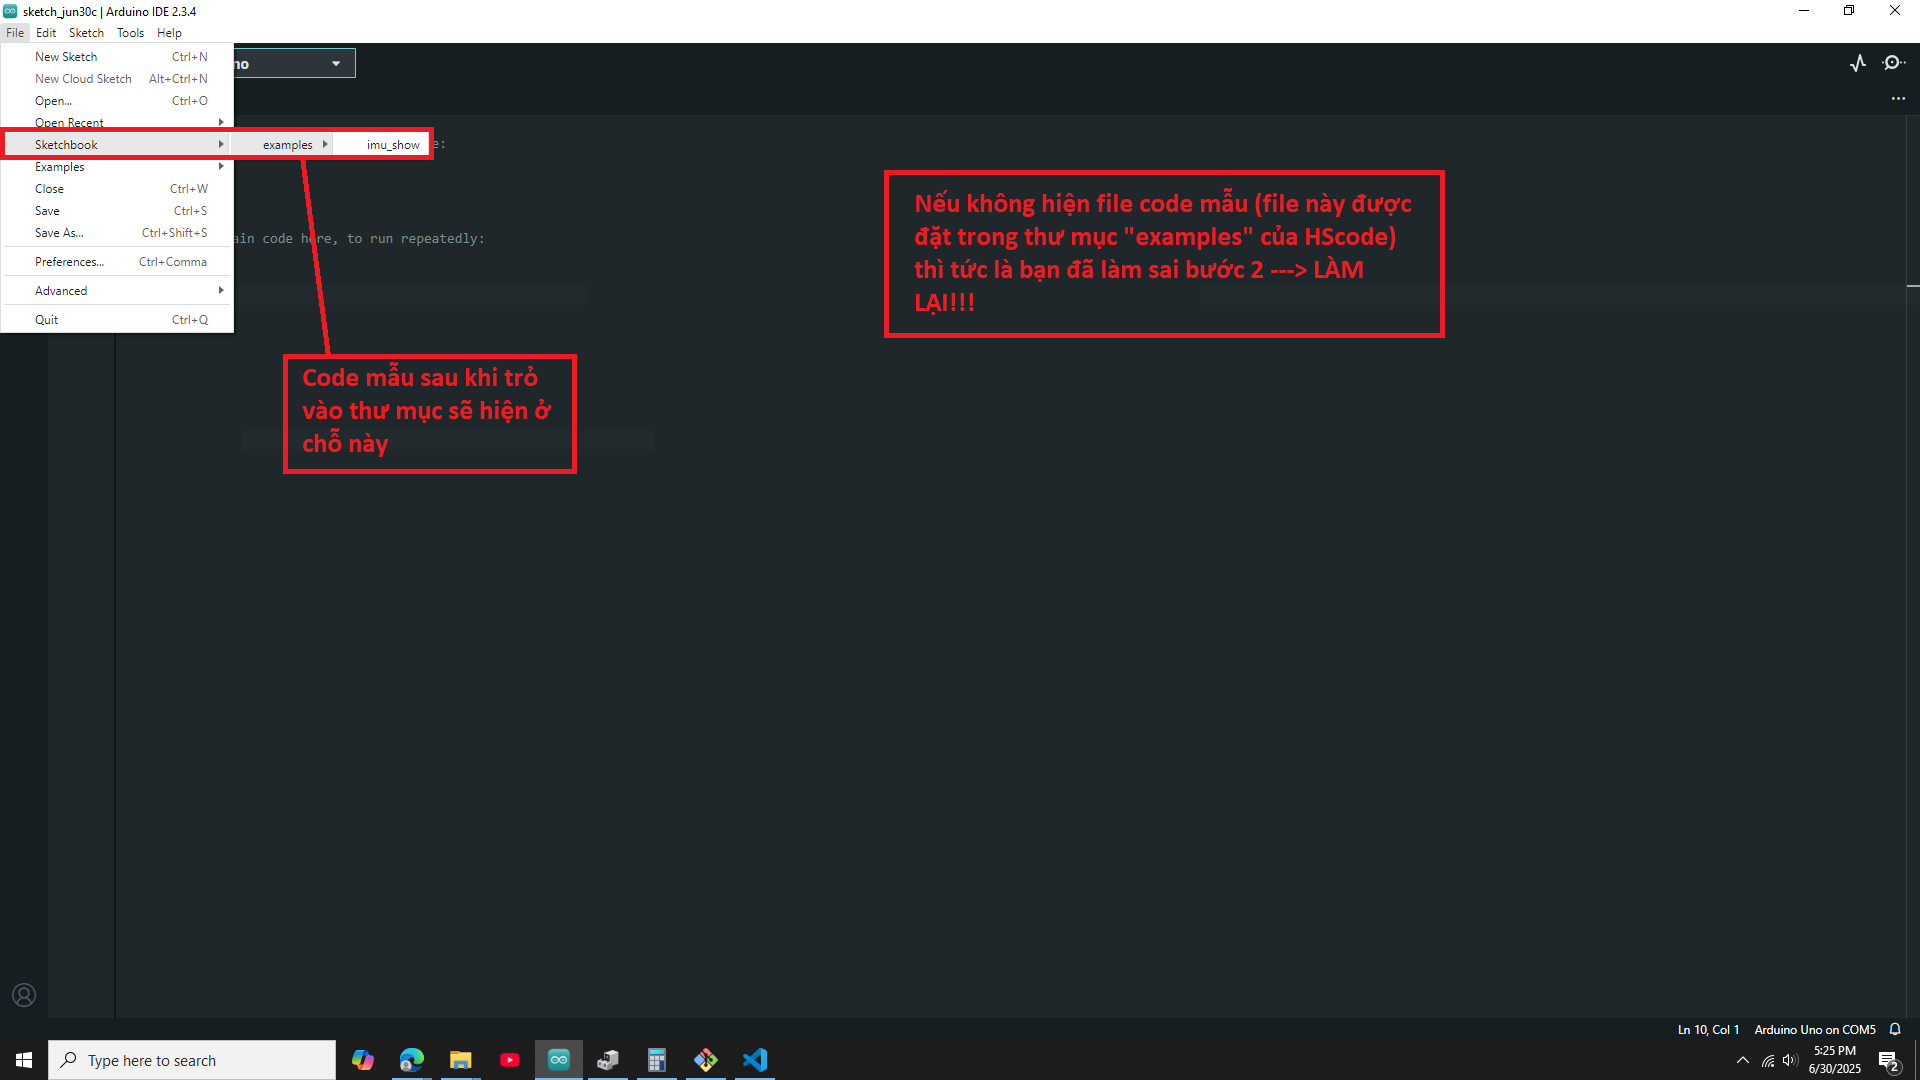 sketch_jun30c | Arduino IDE 2.3.4
File Edit Sketch Tools Help
New Sketch Ctrl+N
New Cloud Sketch Alt+Ctrl+N
Open... Ctrl+O
Open Recent
Sketchbook examples imu_show e:
Examples
Close Ctrl+W
Save Ctrl+S
Save As... Ctrl+Shift+S
Preferences... Ctrl+Comma
Advanced
Quit Ctrl+Q
no
ain code here, to run repeatedly:
Nếu không hiện file code mẫu (file này được
đặt trong thư mục "examples" của HScode)
thì tức là bạn đã làm sai bước 2 ---> LÀM
LẠI!!!
Code mẫu sau khi trỏ
vào thư mục sẽ hiện ở
chỗ này
Ln 10, Col 1 Arduino Uno on COM5
Type here to search
5:25 PM
6/30/2025
2